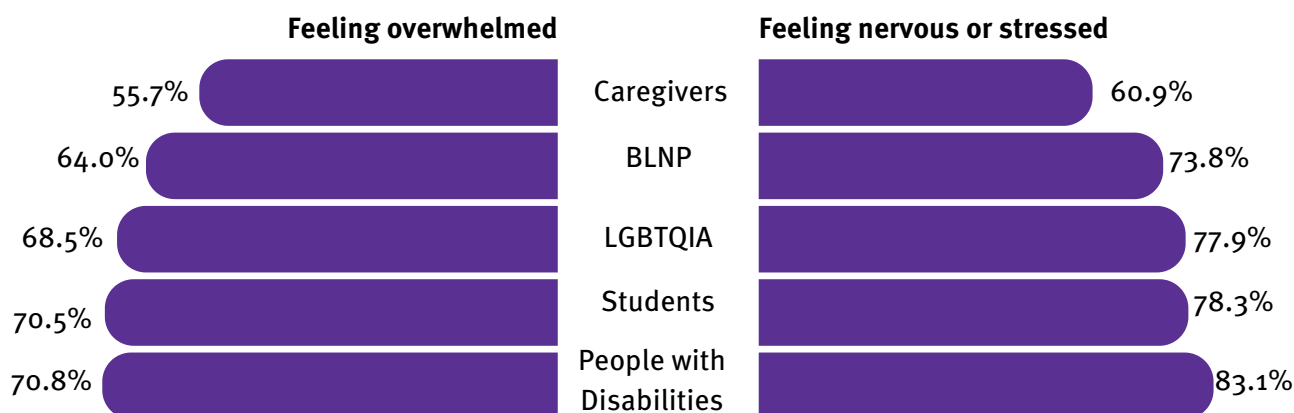 Feeling overwhelmed Feeling nervous or stressed
55.7% Caregivers 60.9%
64.0% BLNP 73.8%
68.5% LGBTQIA 77.9%
70.5% Students 78.3%
70.8% People with Disabilities 83.1%